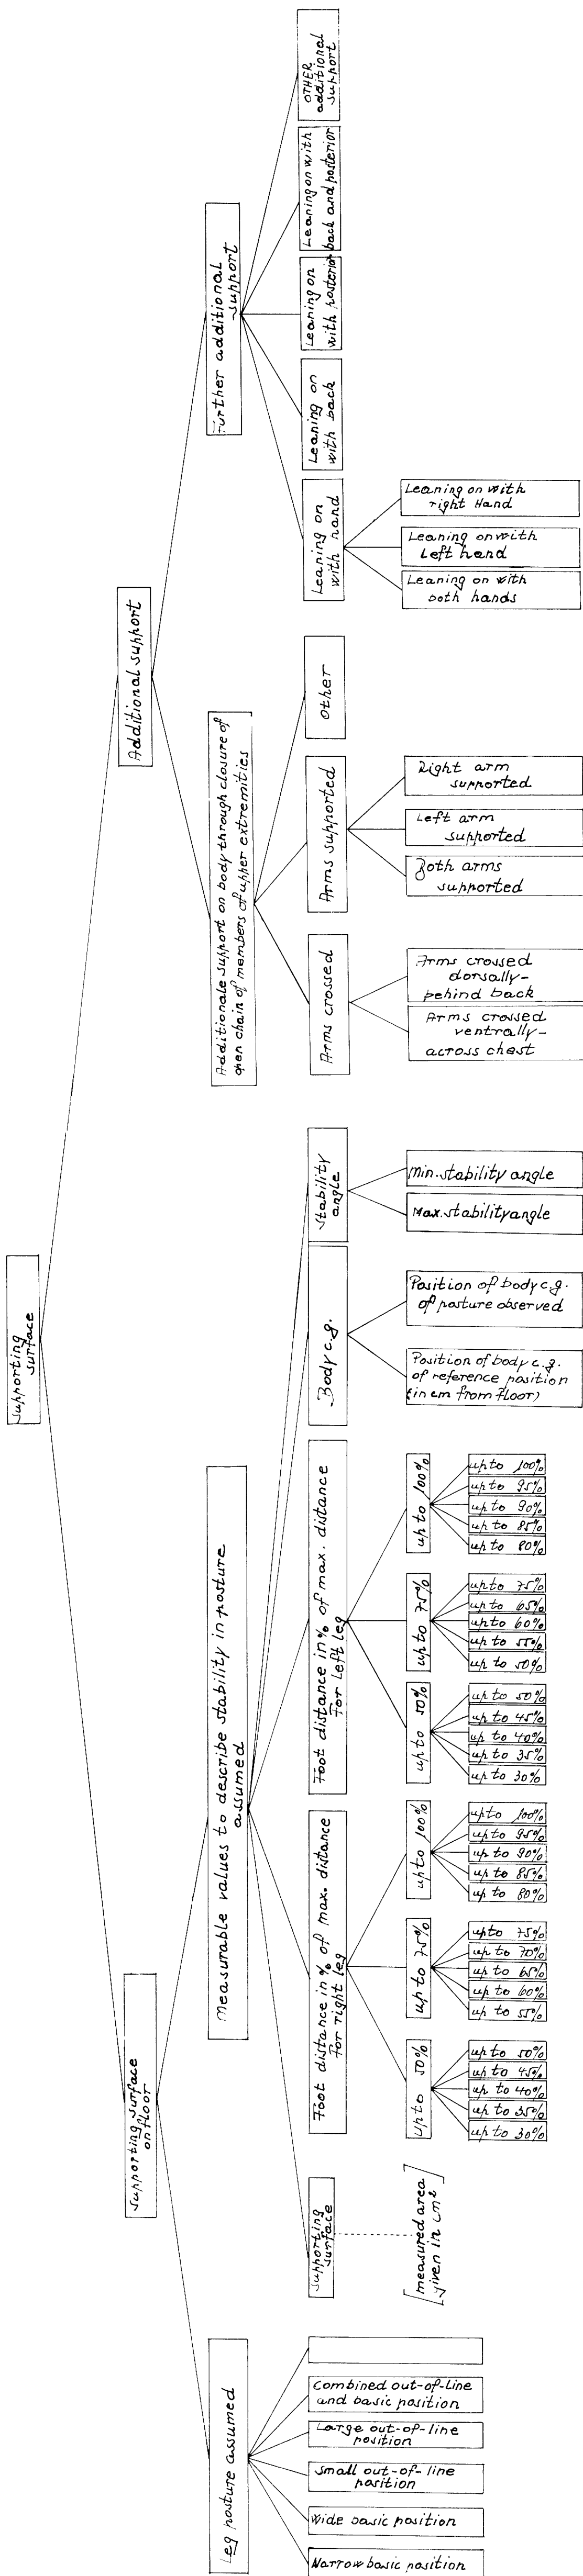 Supporting
surface
Supporting surface
on floor
Additional support
Leg posture assumed
Measurable values to describe stability in posture
assumed
Additionale support on body through closure of
open chain of members of upper extremities
Further additional
support
Narrow basic position
Wide basic position
Small out-of-line
position
Large out-of-line
position
Combined out-of-line
and basic position
Supporting
surface
[measured area
given in cm²]
Foot distance in % of max. distance
for right leg
up to 50%
up to 30%
up to 35%
up to 40%
up to 45%
up to 50%
up to 75%
up to 55%
up to 60%
up to 65%
up to 70%
up to 75%
up to 100%
up to 80%
up to 85%
up to 90%
up to 95%
up to 100%
Foot distance in % of max. distance
for left leg
up to 50%
up to 30%
up to 35%
up to 40%
up to 45%
up to 50%
up to 75%
up to 50%
up to 55%
up to 60%
up to 65%
up to 75%
up to 100%
up to 80%
up to 85%
up to 90%
up to 95%
up to 100%
Body c.g.
Position of body c.g.
of reference position
(in cm from floor)
Position of body c.g.
of posture observed
Stability
angle
Max. stability angle
Min. stability angle
Arms crossed
Arms crossed
ventrally-
across chest
Arms crossed
dorsally-
behind back
Arms supported
Both arms
supported
Left arm
supported
Right arm
supported
other
Leaning on
with hand
Leaning on with
both hands
Leaning on with
Left hand
Leaning on with
right Hand
Leaning on
with back
Leaning on
with posterior
Leaning on with
back and posterior
OTHER
additional
support